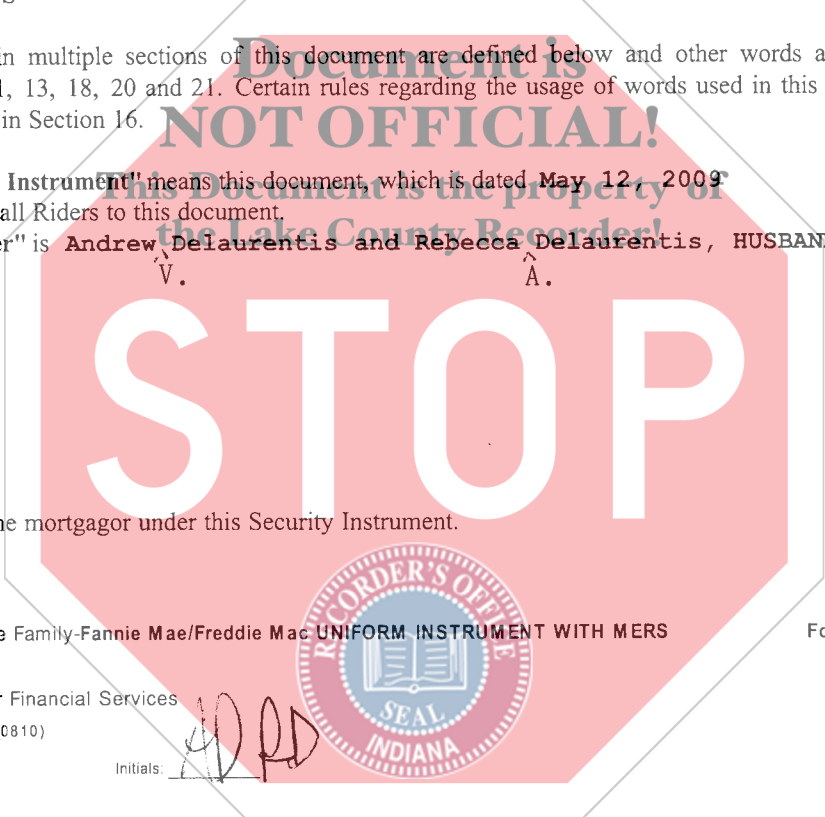 in multiple sections of this document are defined below and other words a
1, 13, 18, 20 and 21. Certain rules regarding the usage of words used in this
in Section 16.
Document is
NOT OFFICIAL!
This Document is the property of
the Lake County Recorder!
Instrument" means this document, which is dated May 12, 2009
all Riders to this document.
er" is Andrew Delaurentis and Rebecca Delaurentis, HUSBAN
V. A.
STOP
he mortgagor under this Security Instrument.
RECORDER'S OFFICE
SEAL
INDIANA
e Family-Fannie Mae/Freddie Mac UNIFORM INSTRUMENT WITH MERS Fo
r Financial Services
0810)
Initials: AD RD